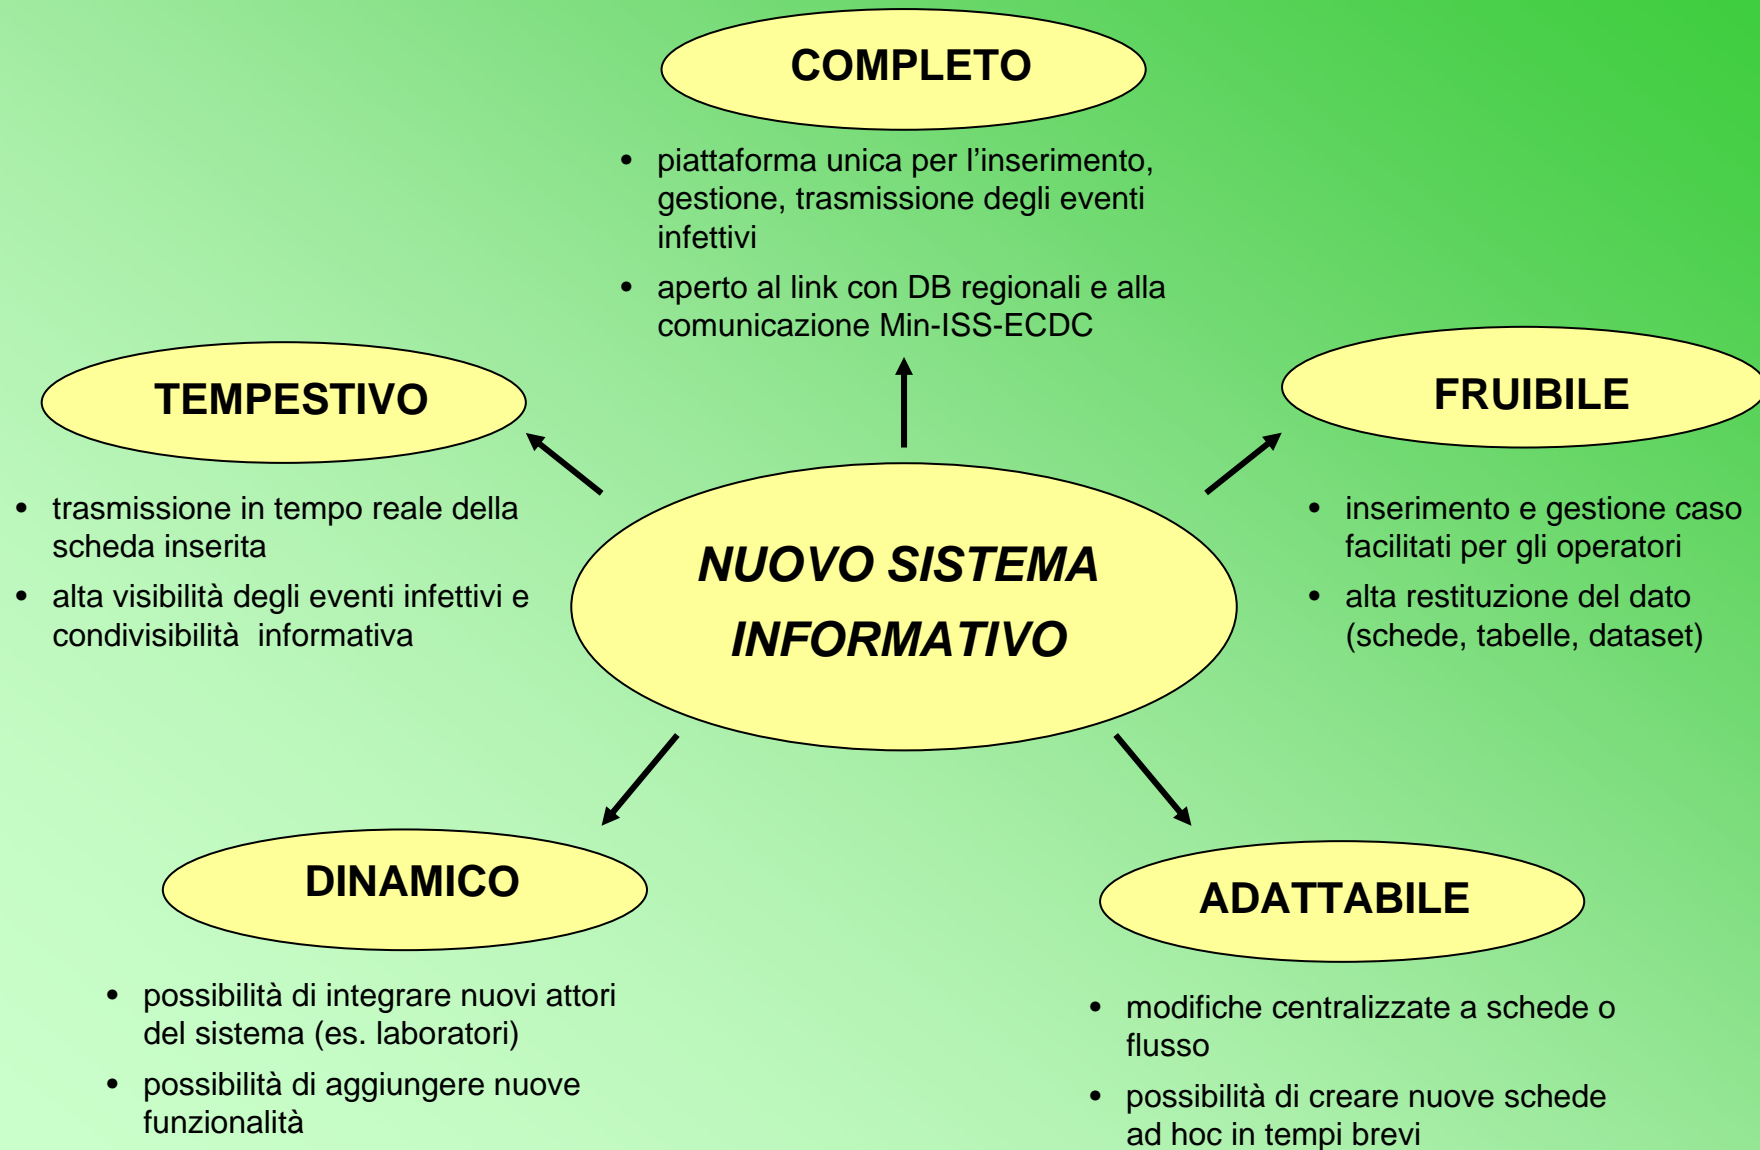 COMPLETO
• piattaforma unica per l'inserimento,
gestione, trasmissione degli eventi
infettivi
• aperto al link con DB regionali e alla
comunicazione Min-ISS-ECDC
TEMPESTIVO
• trasmissione in tempo reale della
scheda inserita
• alta visibilità degli eventi infettivi e
condivisibilità informativa
FRUIBILE
• inserimento e gestione caso
facilitati per gli operatori
• alta restituzione del dato
(schede, tabelle, dataset)
NUOVO SISTEMA
INFORMATIVO
DINAMICO
• possibilità di integrare nuovi attori
del sistema (es. laboratori)
• possibilità di aggiungere nuove
funzionalità
ADATTABILE
• modifiche centralizzate a schede o
flusso
• possibilità di creare nuove schede
ad hoc in tempi brevi